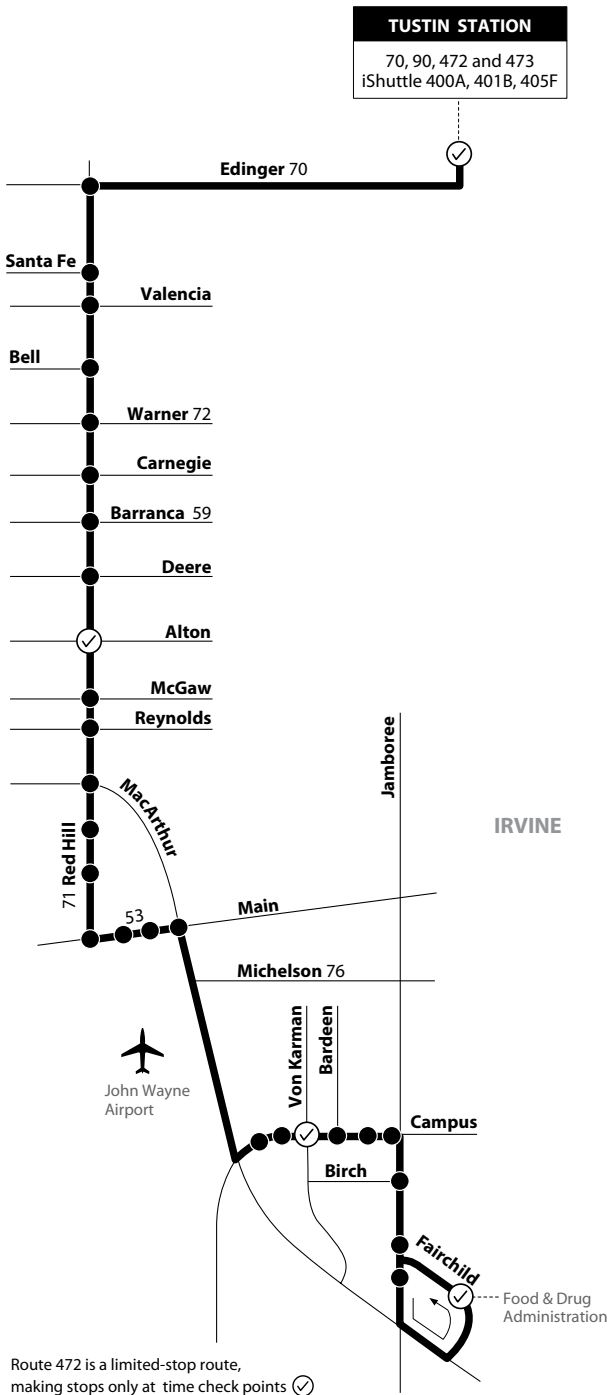 TUSTIN STATION
70, 90, 472 and 473
iShuttle 400A, 401B, 405F
Edinger 70
Santa Fe
Valencia
Bell
Warner 72
Carnegie
Barranca 59
Deere
Alton
McGaw
Reynolds
Jamboree
MacArthur
IRVINE
71 Red Hill
53
Main
Michelson 76
Von Karman
Bardeen
John Wayne
Airport
Campus
Birch
Fairchild
Food & Drug
Administration
Route 472 is a limited-stop route,
making stops only at time check points